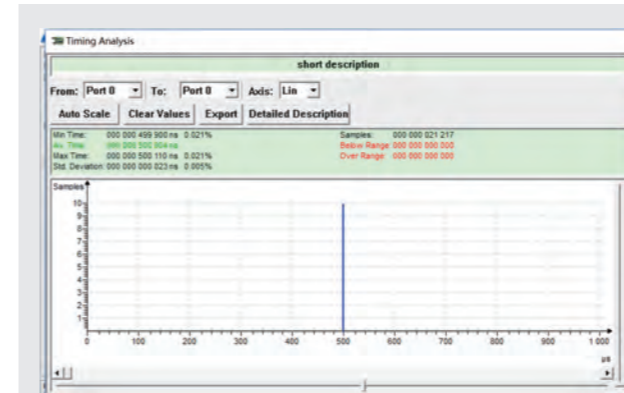 Timing Analysis
short description
From: Port 0 To: Port 0 Axis: Lin
Auto Scale Clear Values Export Detailed Description
Min Time: 000 000 499 900 ns 0.021% Samples: 000 000 021 217
Av. Time: Below Range: 000 000 000 000
Max Time: 000 000 500 110 ns 0.021% Over Range: 000 000 000 000
Std. Deviation: 000 000 000 023 ns 0.005%
Samples
10
9
8
7
6
5
4
3
2
1
0 100 200 300 400 500 600 700 800 900 1 000
µs